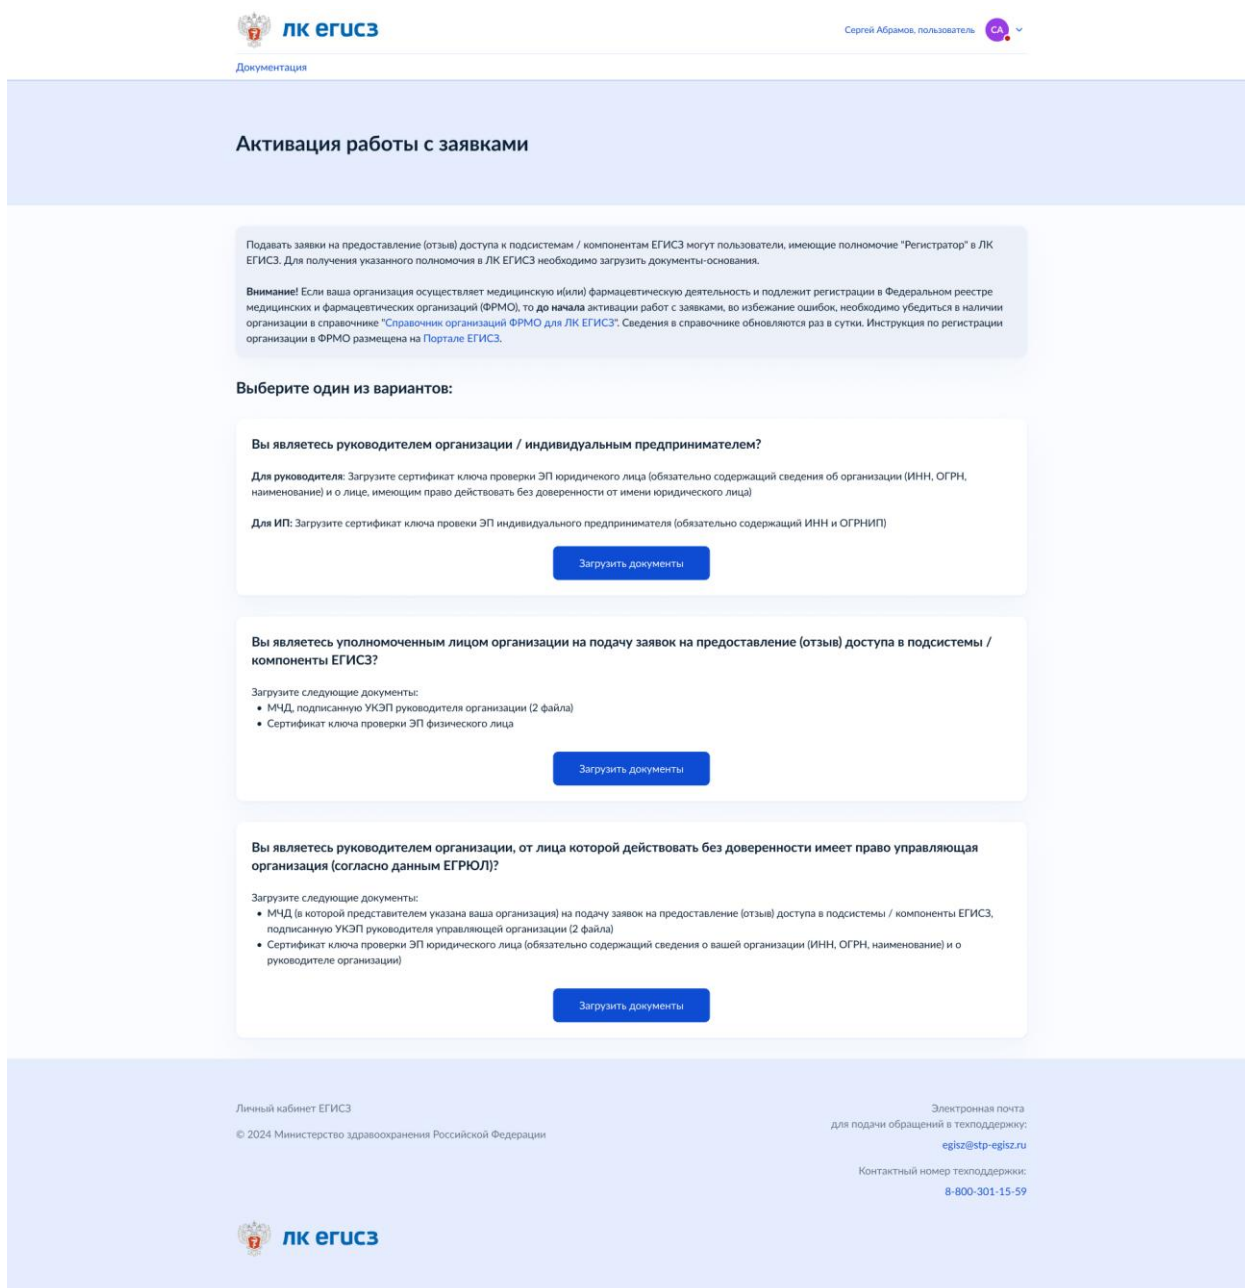 ЛК ЕГИСЗ
Сергей Абрамов, пользователь СА
Документация
Активация работы с заявками
Подавать заявки на предоставление (отзыв) доступа к подсистемам / компонентам ЕГИСЗ могут пользователи, имеющие полномочие "Регистратор" в ЛК
ЕГИСЗ. Для получения указанного полномочия в ЛК ЕГИСЗ необходимо загрузить документы-основания.
Внимание! Если ваша организация осуществляет медицинскую и(или) фармацевтическую деятельность и подлежит регистрации в Федеральном реестре
медицинских и фармацевтических организаций (ФРМО), то до начала активации работ с заявками, во избежание ошибок, необходимо убедиться в наличии
организации в справочнике "Справочник организаций ФРМО для ЛК ЕГИСЗ". Сведения в справочнике обновляются раз в сутки. Инструкция по регистрации
организации в ФРМО размещена на Портале ЕГИСЗ.
Выберите один из вариантов:
Вы являетесь руководителем организации / индивидуальным предпринимателем?
Для руководителя: Загрузите сертификат ключа проверки ЭП юридичекого лица (обязательно содержащий сведения об организации (ИНН, ОГРН,
наименование) и о лице, имеющим право действовать без доверенности от имени юридического лица)
Для ИП: Загрузите сертификат ключа провеки ЭП индивидуального предпринимателя (обязательно содержащий ИНН и ОГРНИП)
Загрузить документы
Вы являетесь уполномоченным лицом организации на подачу заявок на предоставление (отзыв) доступа в подсистемы /
компоненты ЕГИСЗ?
Загрузите следующие документы:
• МЧД, подписанную УКЭП руководителя организации (2 файла)
• Сертификат ключа проверки ЭП физического лица
Загрузить документы
Вы являетесь руководителем организации, от лица которой действовать без доверенности имеет право управляющая
организация (согласно данным ЕГРЮЛ)?
Загрузите следующие документы:
• МЧД (в которой представителем указана ваша организация) на подачу заявок на предоставление (отзыв) доступа в подсистемы / компоненты ЕГИСЗ,
подписанную УКЭП руководителя управляющей организации (2 файла)
• Сертификат ключа проверки ЭП юридического лица (обязательно содержащий сведения о вашей организации (ИНН, ОГРН, наименование) и о
руководителе организации)
Загрузить документы
Личный кабинет ЕГИСЗ
© 2024 Министерство здравоохранения Российской Федерации
Электронная почта
для подачи обращений в техподдержку:
egisz@stp-egisz.ru
Контактный номер техподдержки:
8-800-301-15-59
ЛК ЕГИСЗ